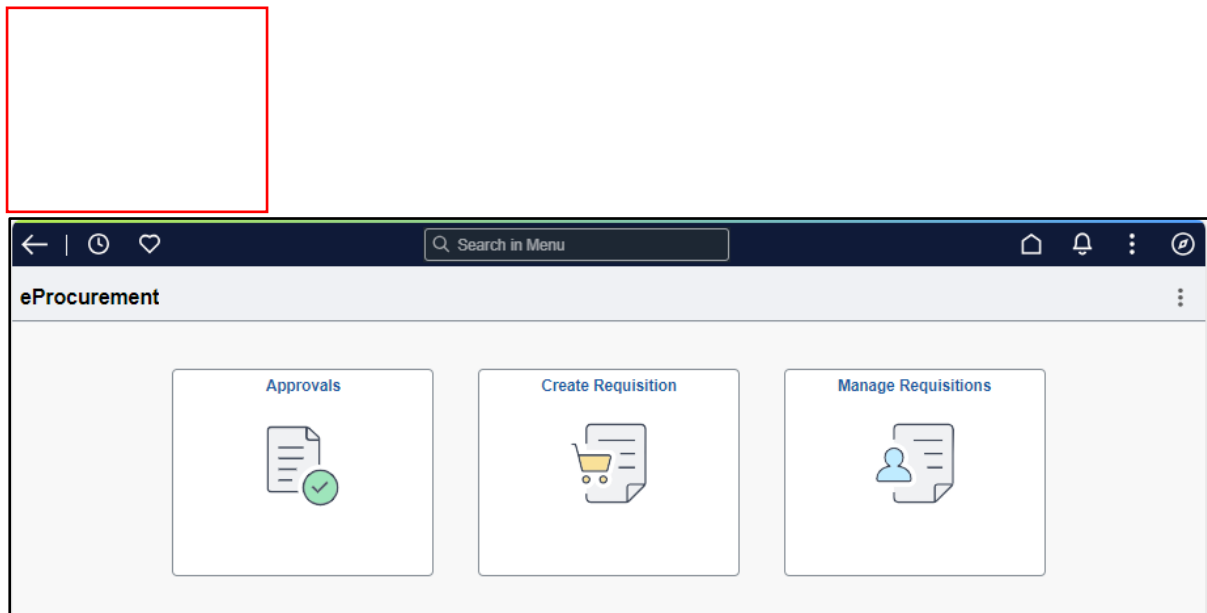 Search in Menu
eProcurement
Approvals
Create Requisition
Manage Requisitions